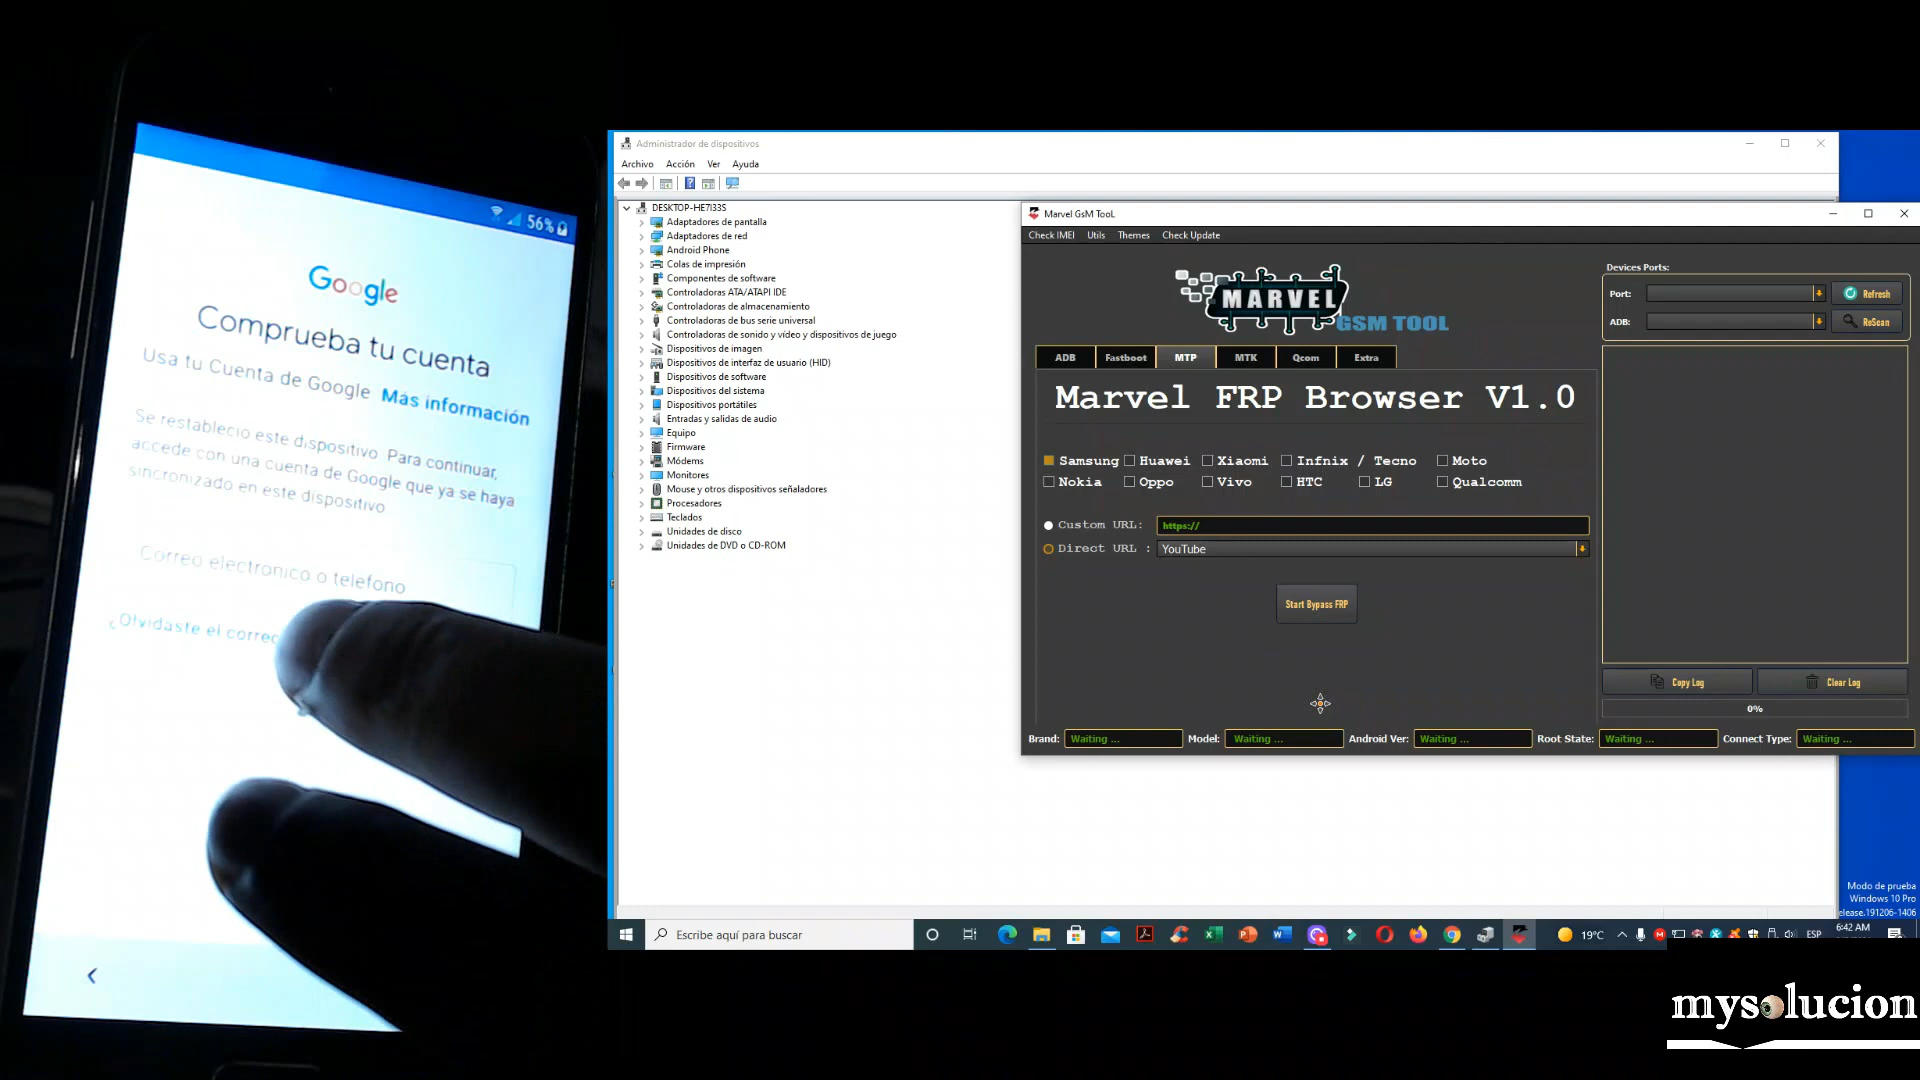 56%
Google
Comprueba tu cuenta
Usa tu Cuenta de Google Mas información
Se restablecio este dispositivo Para continuar,
accede con una cuenta de Google que ya se haya
sincronizado en este dispositivo
Correo electronico o telefono
¿Olvidaste el correo
Administrador de dispositivos
Archivo Acción Ver Ayuda
DESKTOP-HE7I33S
Adaptadores de pantalla
Adaptadores de red
Android Phone
Colas de impresión
Componentes de software
Controladoras ATA/ATAPI IDE
Controladoras de almacenamiento
Controladoras de bus serie universal
Controladoras de sonido y vídeo y dispositivos de juego
Dispositivos de imagen
Dispositivos de interfaz de usuario (HID)
Dispositivos de software
Dispositivos del sistema
Dispositivos portátiles
Entradas y salidas de audio
Equipo
Firmware
Módems
Monitores
Mouse y otros dispositivos señaladores
Procesadores
Teclados
Unidades de disco
Unidades de DVD o CD-ROM
Marvel GsM TooL
Check IMEI Utils Themes Check Update
MARVEL
GSM TOOL
Devices Ports:
Port: Refresh
ADB: ReScan
ADB Fastboot MTP MTK Qcom Extra
Marvel FRP Browser V1.0
Samsung Huawei Xiaomi Infnix / Tecno Moto
Nokia Oppo Vivo HTC LG Qualcomm
Custom URL: https://
Direct URL : YouTube
Start Bypass FRP
Copy Log Clear Log
0%
Brand: Waiting ... Model: Waiting ... Android Ver: Waiting ... Root State: Waiting ... Connect Type: Waiting ...
Modo de prueba
Windows 10 Pro
elease.191206-1406
Escribe aquí para buscar
19°C
ESP
6:42 AM
mysolucion